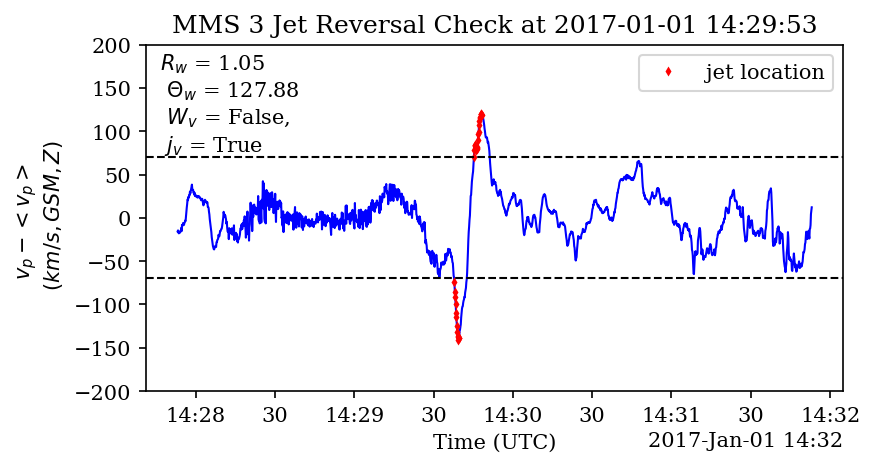 MMS 3 Jet Reversal Check at 2017-01-01 14:29:53
R_w = 1.05
Θ_w = 127.88
W_v = False,
j_v = True
jet location
v_p − <v_p>
(km/s, GSM, Z)
200
150
100
50
0
−50
−100
−150
−200
14:28 30 14:29 30 14:30 30 14:31 30 14:32
Time (UTC)
2017-Jan-01 14:32